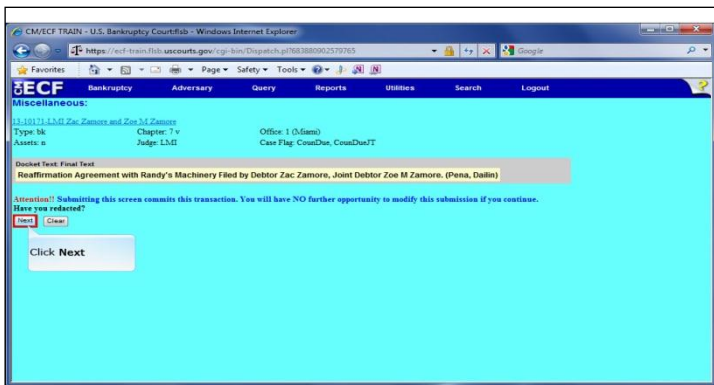 CM/ECF TRAIN - U.S. Bankruptcy Court:flsb - Windows Internet Explorer
https://ecf-train.flsb.uscourts.gov/cgi-bin/Dispatch.pl?683880902579765
Google
Favorites Page Safety Tools
ECF Bankruptcy Adversary Query Reports Utilities Search Logout ?
Miscellaneous:
13-10171-LMI Zac Zamore and Zoe M Zamore
Type: bk Chapter: 7 v Office: 1 (Miami)
Assets: n Judge: LMI Case Flag: CounDue, CounDueJT
Docket Text: Final Text
Reaffirmation Agreement with Randy's Machinery Filed by Debtor Zac Zamore, Joint Debtor Zoe M Zamore. (Pena, Dailin)
Attention!! Submitting this screen commits this transaction. You will have NO further opportunity to modify this submission if you continue.
Have you redacted?
Next Clear
Click Next